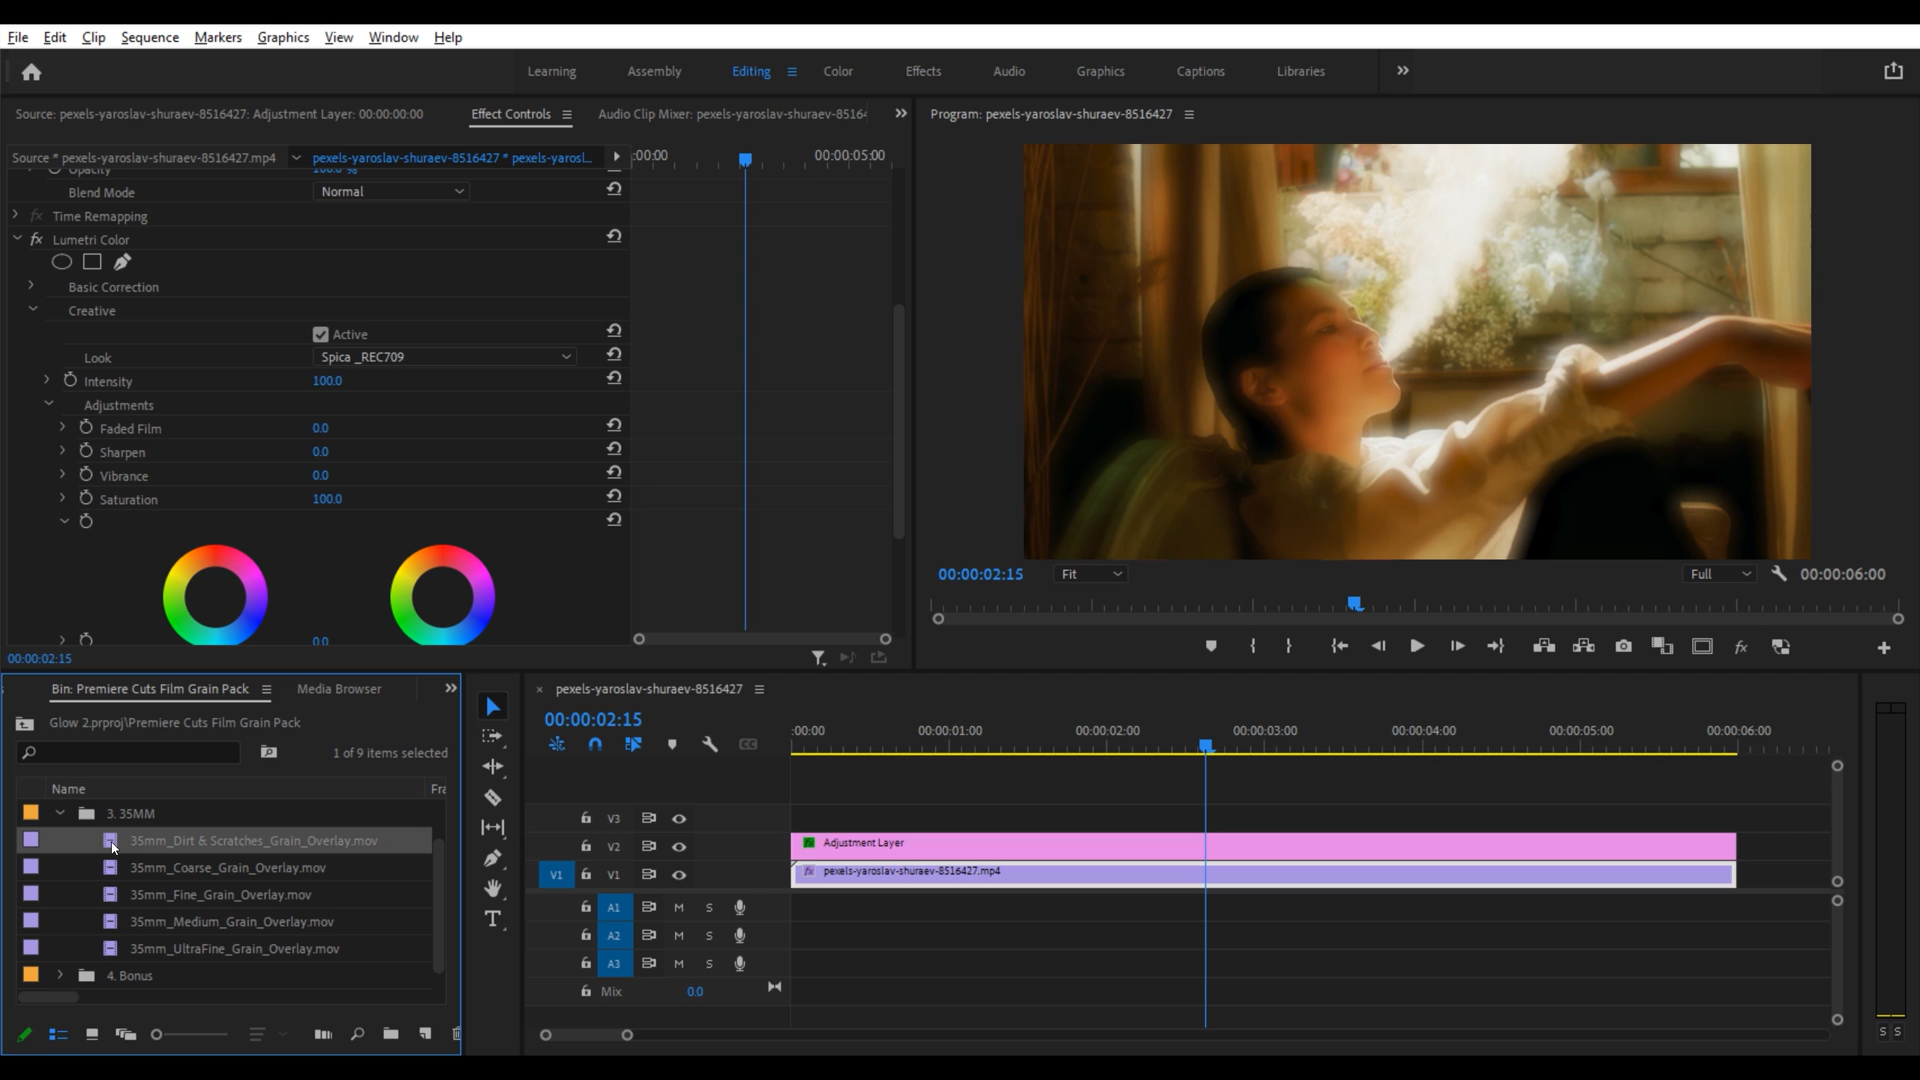 File Edit Clip Sequence Markers Graphics View Window Help
Learning Assembly Editing Color Effects Audio Graphics Captions Libraries
Source: pexels-yaroslav-shuraev-8516427: Adjustment Layer: 00:00:00:00 Effect Controls Audio Clip Mixer: pexels-yaroslav-shuraev-8516
Program: pexels-yaroslav-shuraev-8516427
Source * pexels-yaroslav-shuraev-8516427.mp4 pexels-yaroslav-shuraev-8516427 * pexels-yarosl... :00:00 00:00:05:00
Opacity 100.0 %
Blend Mode Normal
fx Time Remapping
fx Lumetri Color
Basic Correction
Creative
Active
Look Spica _REC709
Intensity 100.0
Adjustments
Faded Film 0.0
Sharpen 0.0
Vibrance 0.0
Saturation 100.0
0.0
00:00:02:15
00:00:02:15 Fit Full 00:00:06:00
fx
Bin: Premiere Cuts Film Grain Pack Media Browser
Glow 2.prproj\Premiere Cuts Film Grain Pack
1 of 9 items selected
Name Fra
3. 35MM
35mm_Dirt & Scratches_Grain_Overlay.mov
35mm_Coarse_Grain_Overlay.mov
35mm_Fine_Grain_Overlay.mov
35mm_Medium_Grain_Overlay.mov
35mm_UltraFine_Grain_Overlay.mov
4. Bonus
pexels-yaroslav-shuraev-8516427
00:00:02:15
:00:00 00:00:01:00 00:00:02:00 00:00:03:00 00:00:04:00 00:00:05:00 00:00:06:00
CC
V3
V2 Adjustment Layer
V1 V1 fx pexels-yaroslav-shuraev-8516427.mp4
A1 M S
A2 M S
A3 M S
Mix 0.0
S S